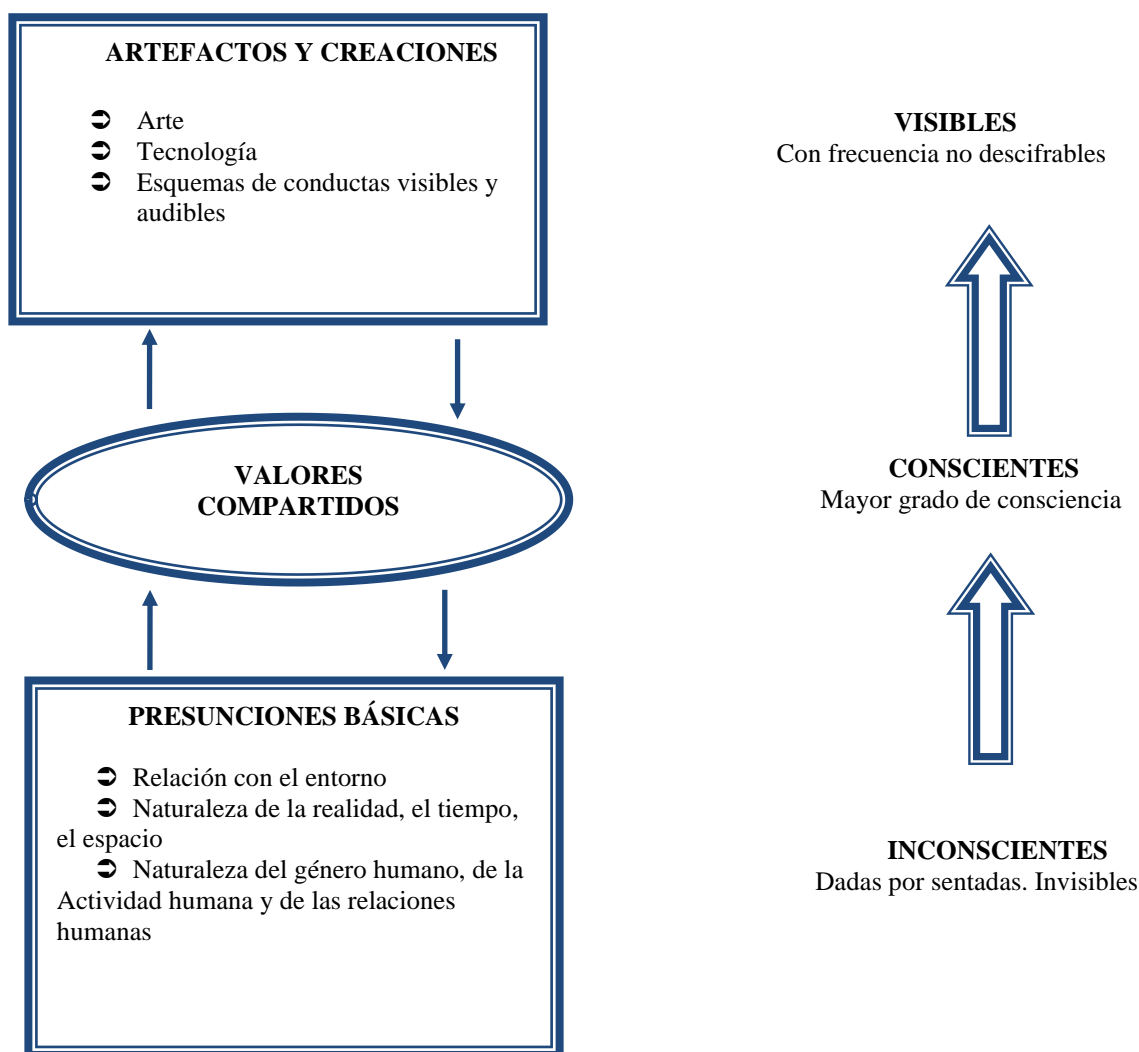 ARTEFACTOS Y CREACIONES
➲ Arte
➲ Tecnología
➲ Esquemas de conductas visibles y
audibles
VISIBLES
Con frecuencia no descifrables
VALORES
COMPARTIDOS
CONSCIENTES
Mayor grado de consciencia
PRESUNCIONES BÁSICAS
➲ Relación con el entorno
➲ Naturaleza de la realidad, el tiempo,
el espacio
➲ Naturaleza del género humano, de la
Actividad humana y de las relaciones
humanas
INCONSCIENTES
Dadas por sentadas. Invisibles